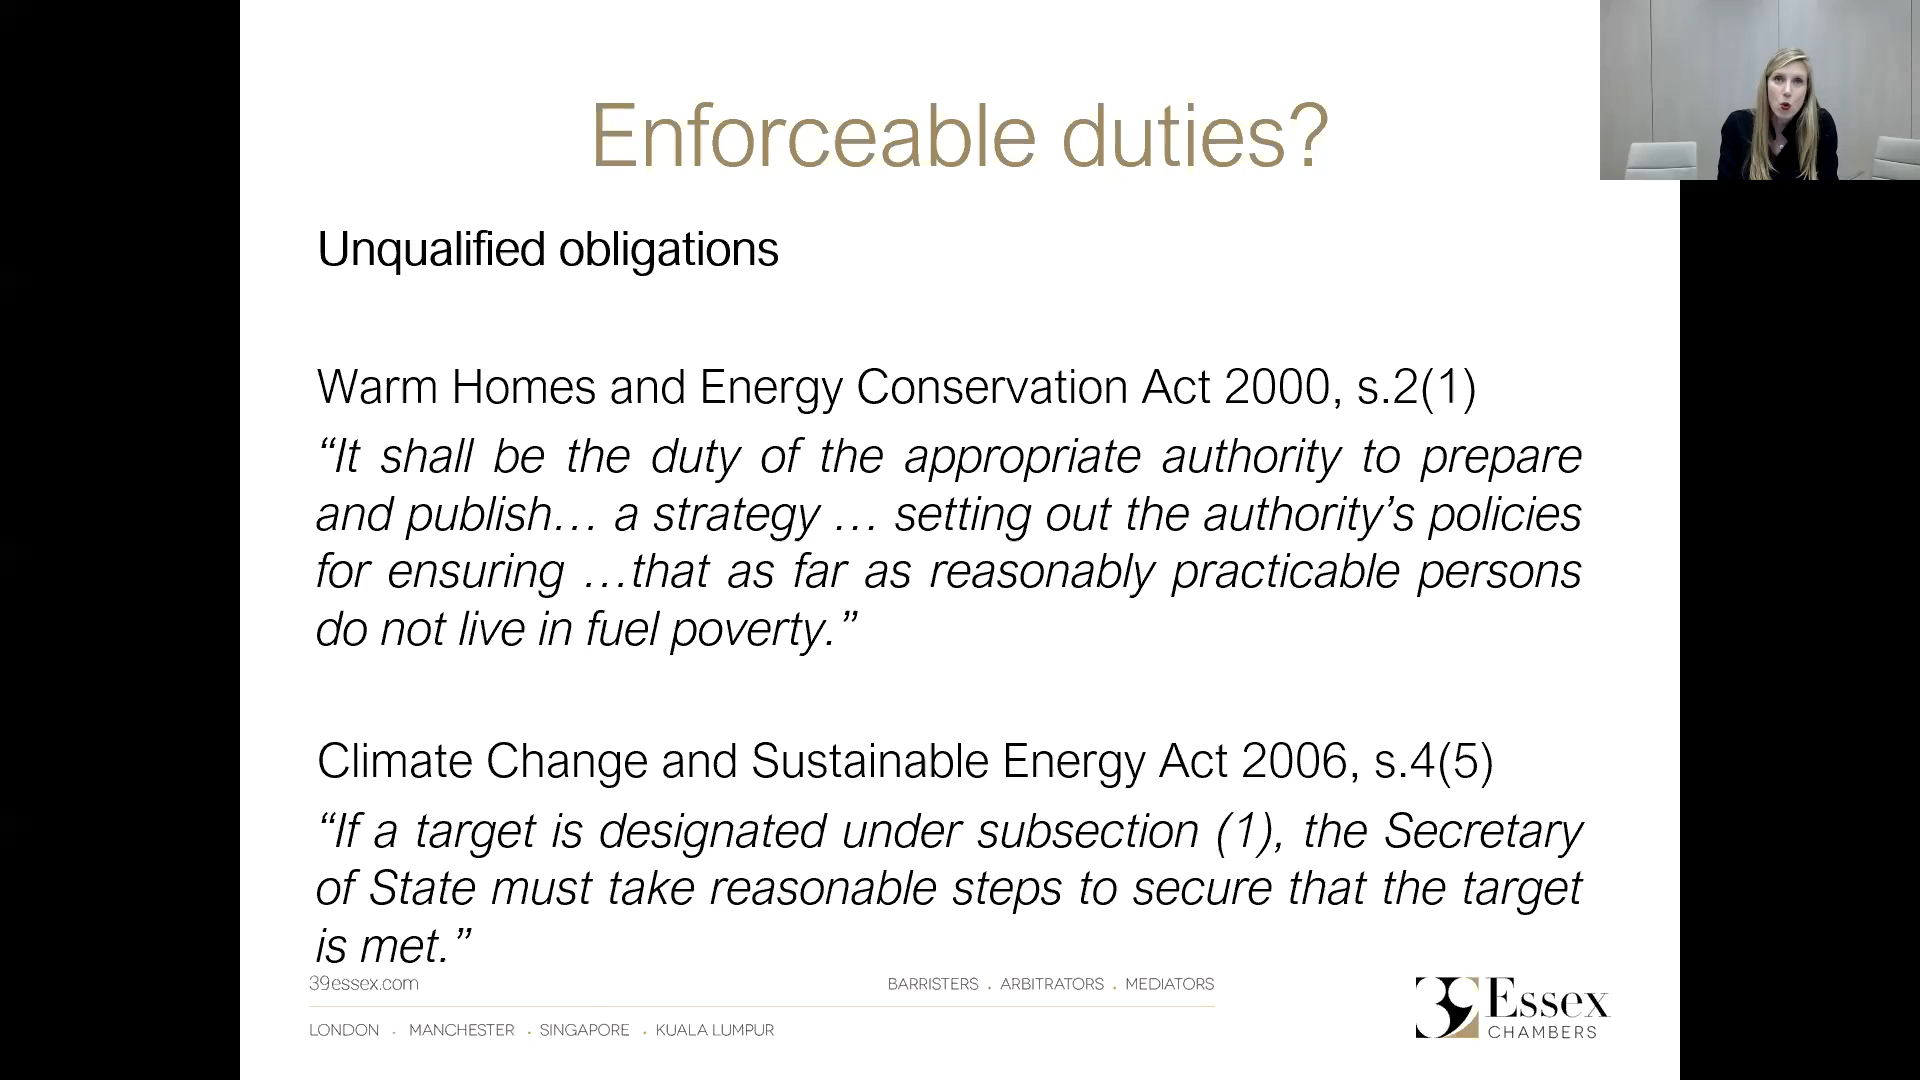 Enforceable duties?
Unqualified obligations
Warm Homes and Energy Conservation Act 2000, s.2(1)
“It shall be the duty of the appropriate authority to prepare
and publish… a strategy … setting out the authority’s policies
for ensuring …that as far as reasonably practicable persons
do not live in fuel poverty.”
Climate Change and Sustainable Energy Act 2006, s.4(5)
“If a target is designated under subsection (1), the Secretary
of State must take reasonable steps to secure that the target
is met.”
39essex.com
BARRISTERS . ARBITRATORS . MEDIATORS
LONDON . MANCHESTER . SINGAPORE . KUALA LUMPUR
39 Essex
CHAMBERS